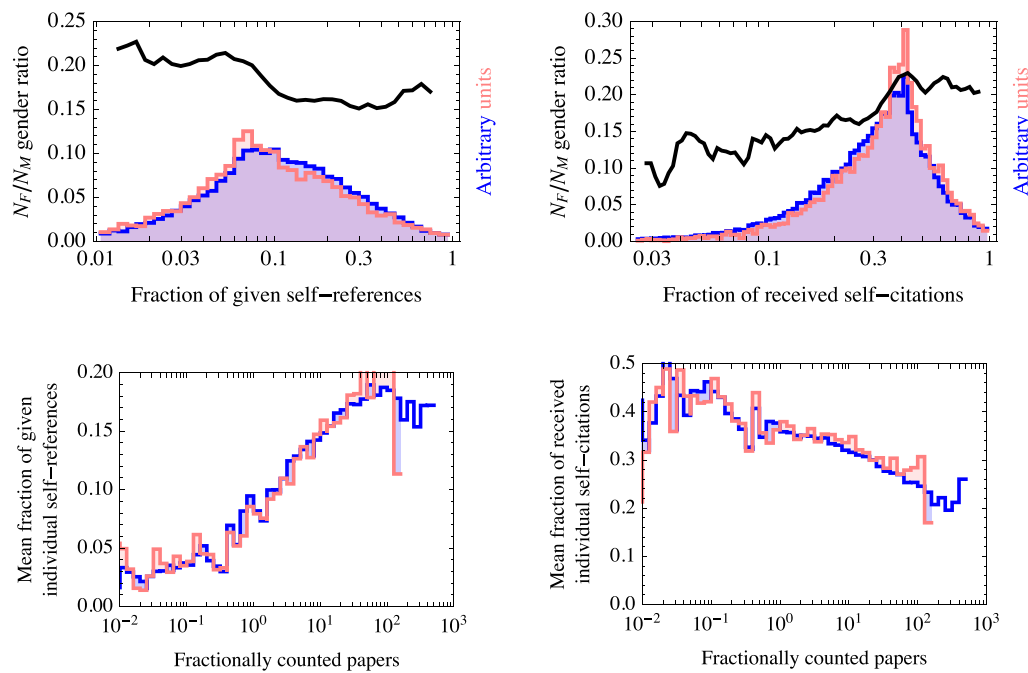 0.25
0.20
0.15
0.10
0.05
0.00
N_F/N_M gender ratio
0.01 0.03 0.1 0.3 1
Fraction of given self−references
Arbitrary units
0.30
0.25
0.20
0.15
0.10
0.05
0.00
N_F/N_M gender ratio
0.03 0.1 0.3 1
Fraction of received self−citations
Arbitrary units
0.20
0.15
0.10
0.05
0.00
Mean fraction of given
individual self−references
10^−2 10^−1 10^0 10^1 10^2 10^3
Fractionally counted papers
0.5
0.4
0.3
0.2
0.1
0.0
Mean fraction of received
individual self−citations
10^−2 10^−1 10^0 10^1 10^2 10^3
Fractionally counted papers